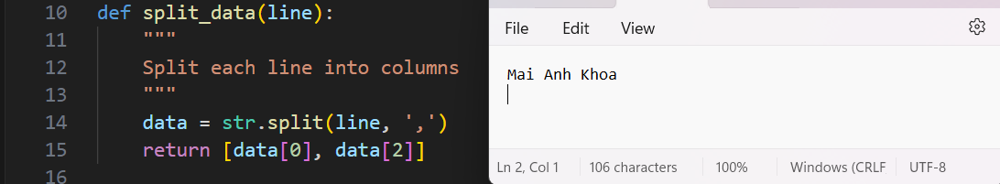 10 def split_data(line):
11 """
12 Split each line into columns
13 """
14 data = str.split(line, ',')
15 return [data[0], data[2]]
16
File Edit View
Mai Anh Khoa
Ln 2, Col 1 106 characters 100% Windows (CRLF UTF-8